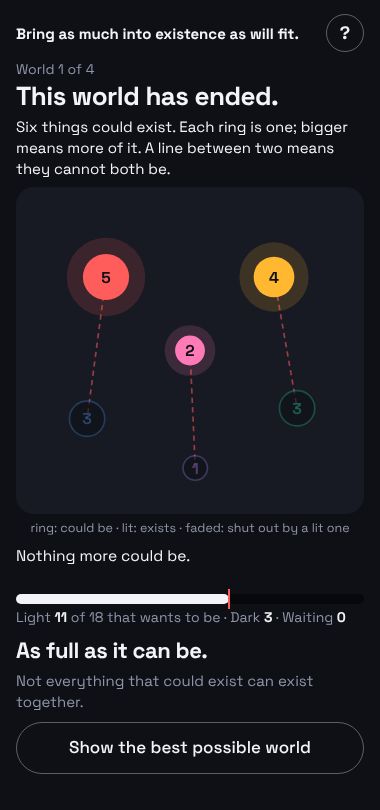 Bring as much into existence as will fit.
?
World 1 of 4
This world has ended.
Six things could exist. Each ring is one; bigger
means more of it. A line between two means
they cannot both be.
5
4
2
3
3
1
ring: could be · lit: exists · faded: shut out by a lit one
Nothing more could be.
Light 11 of 18 that wants to be · Dark 3 · Waiting 0
As full as it can be.
Not everything that could exist can exist
together.
Show the best possible world